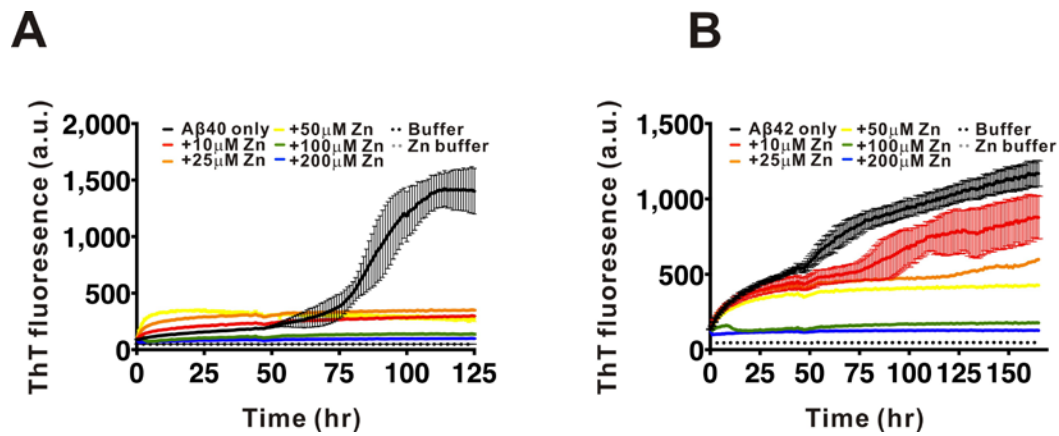 A
ThT fluoresence (a.u.)
2,000
1,500
1,000
500
0
Aβ40 only
+10μM Zn
+25μM Zn
+50μM Zn
+100μM Zn
+200μM Zn
Buffer
Zn buffer
0 25 50 75 100 125
Time (hr)
B
ThT fluoresence (a.u.)
1,500
1,000
500
0
Aβ42 only
+10μM Zn
+25μM Zn
+50μM Zn
+100μM Zn
+200μM Zn
Buffer
Zn buffer
0 25 50 75 100 125 150
Time (hr)